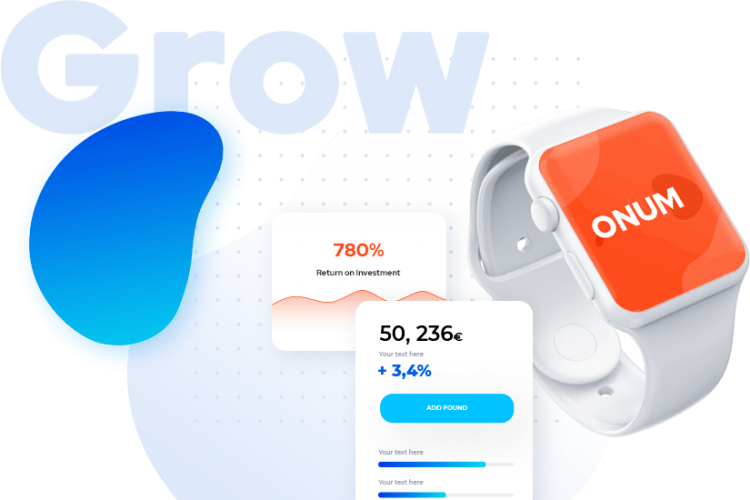 Grow
ONUM
780%
Return on Investment
50, 236€
Your text here
+ 3,4%
ADD FOUND
Your text here
Your text here